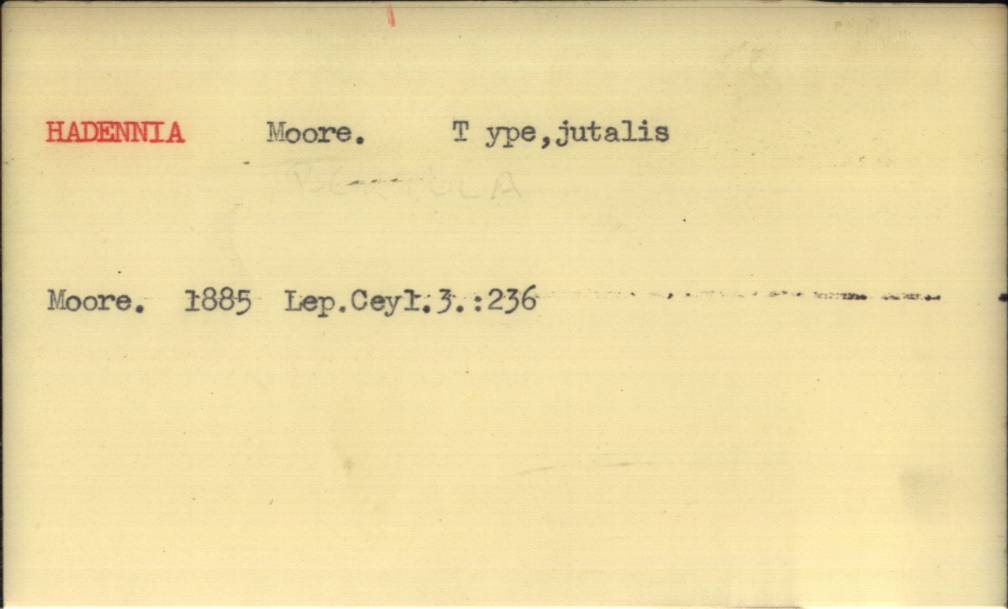 HADENNIA Moore. T ype,jutalis
Moore. 1885 Lep.Ceyl.3.:236